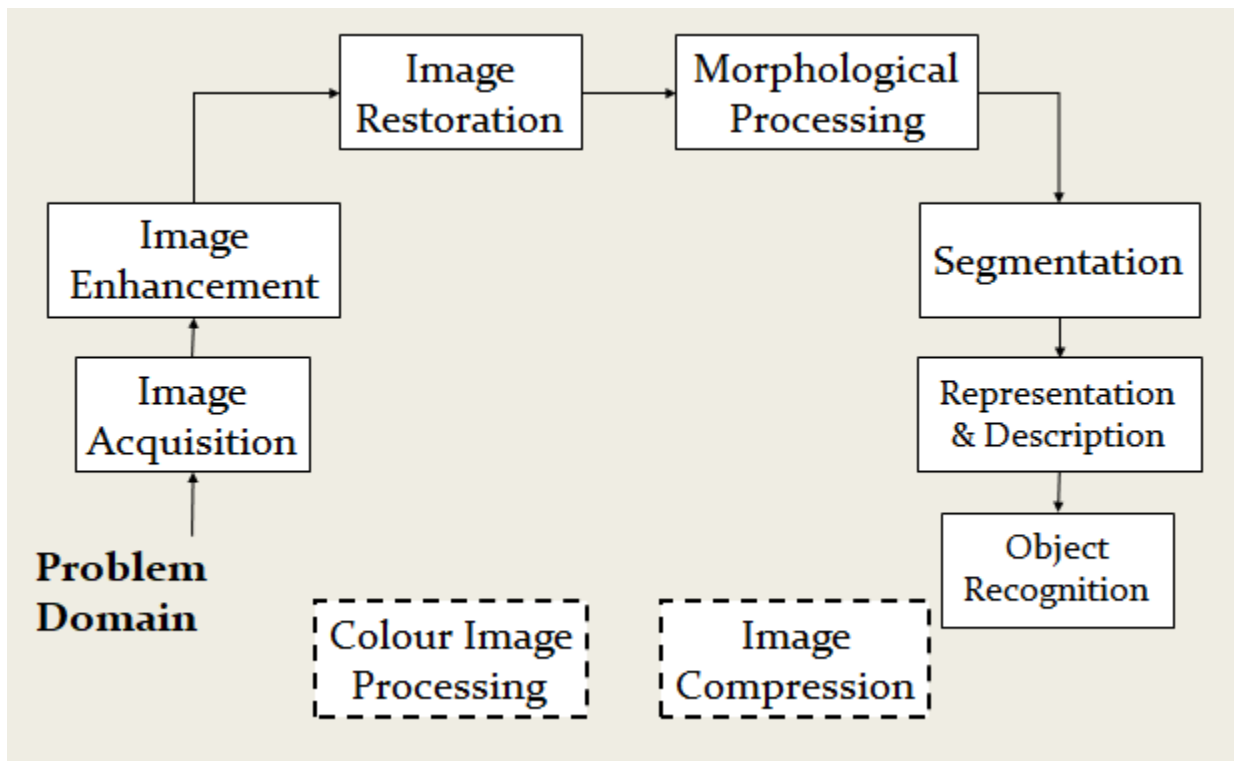 Problem
Domain
Image
Acquisition
Image
Enhancement
Image
Restoration
Morphological
Processing
Segmentation
Representation
& Description
Object
Recognition
Colour Image
Processing
Image
Compression